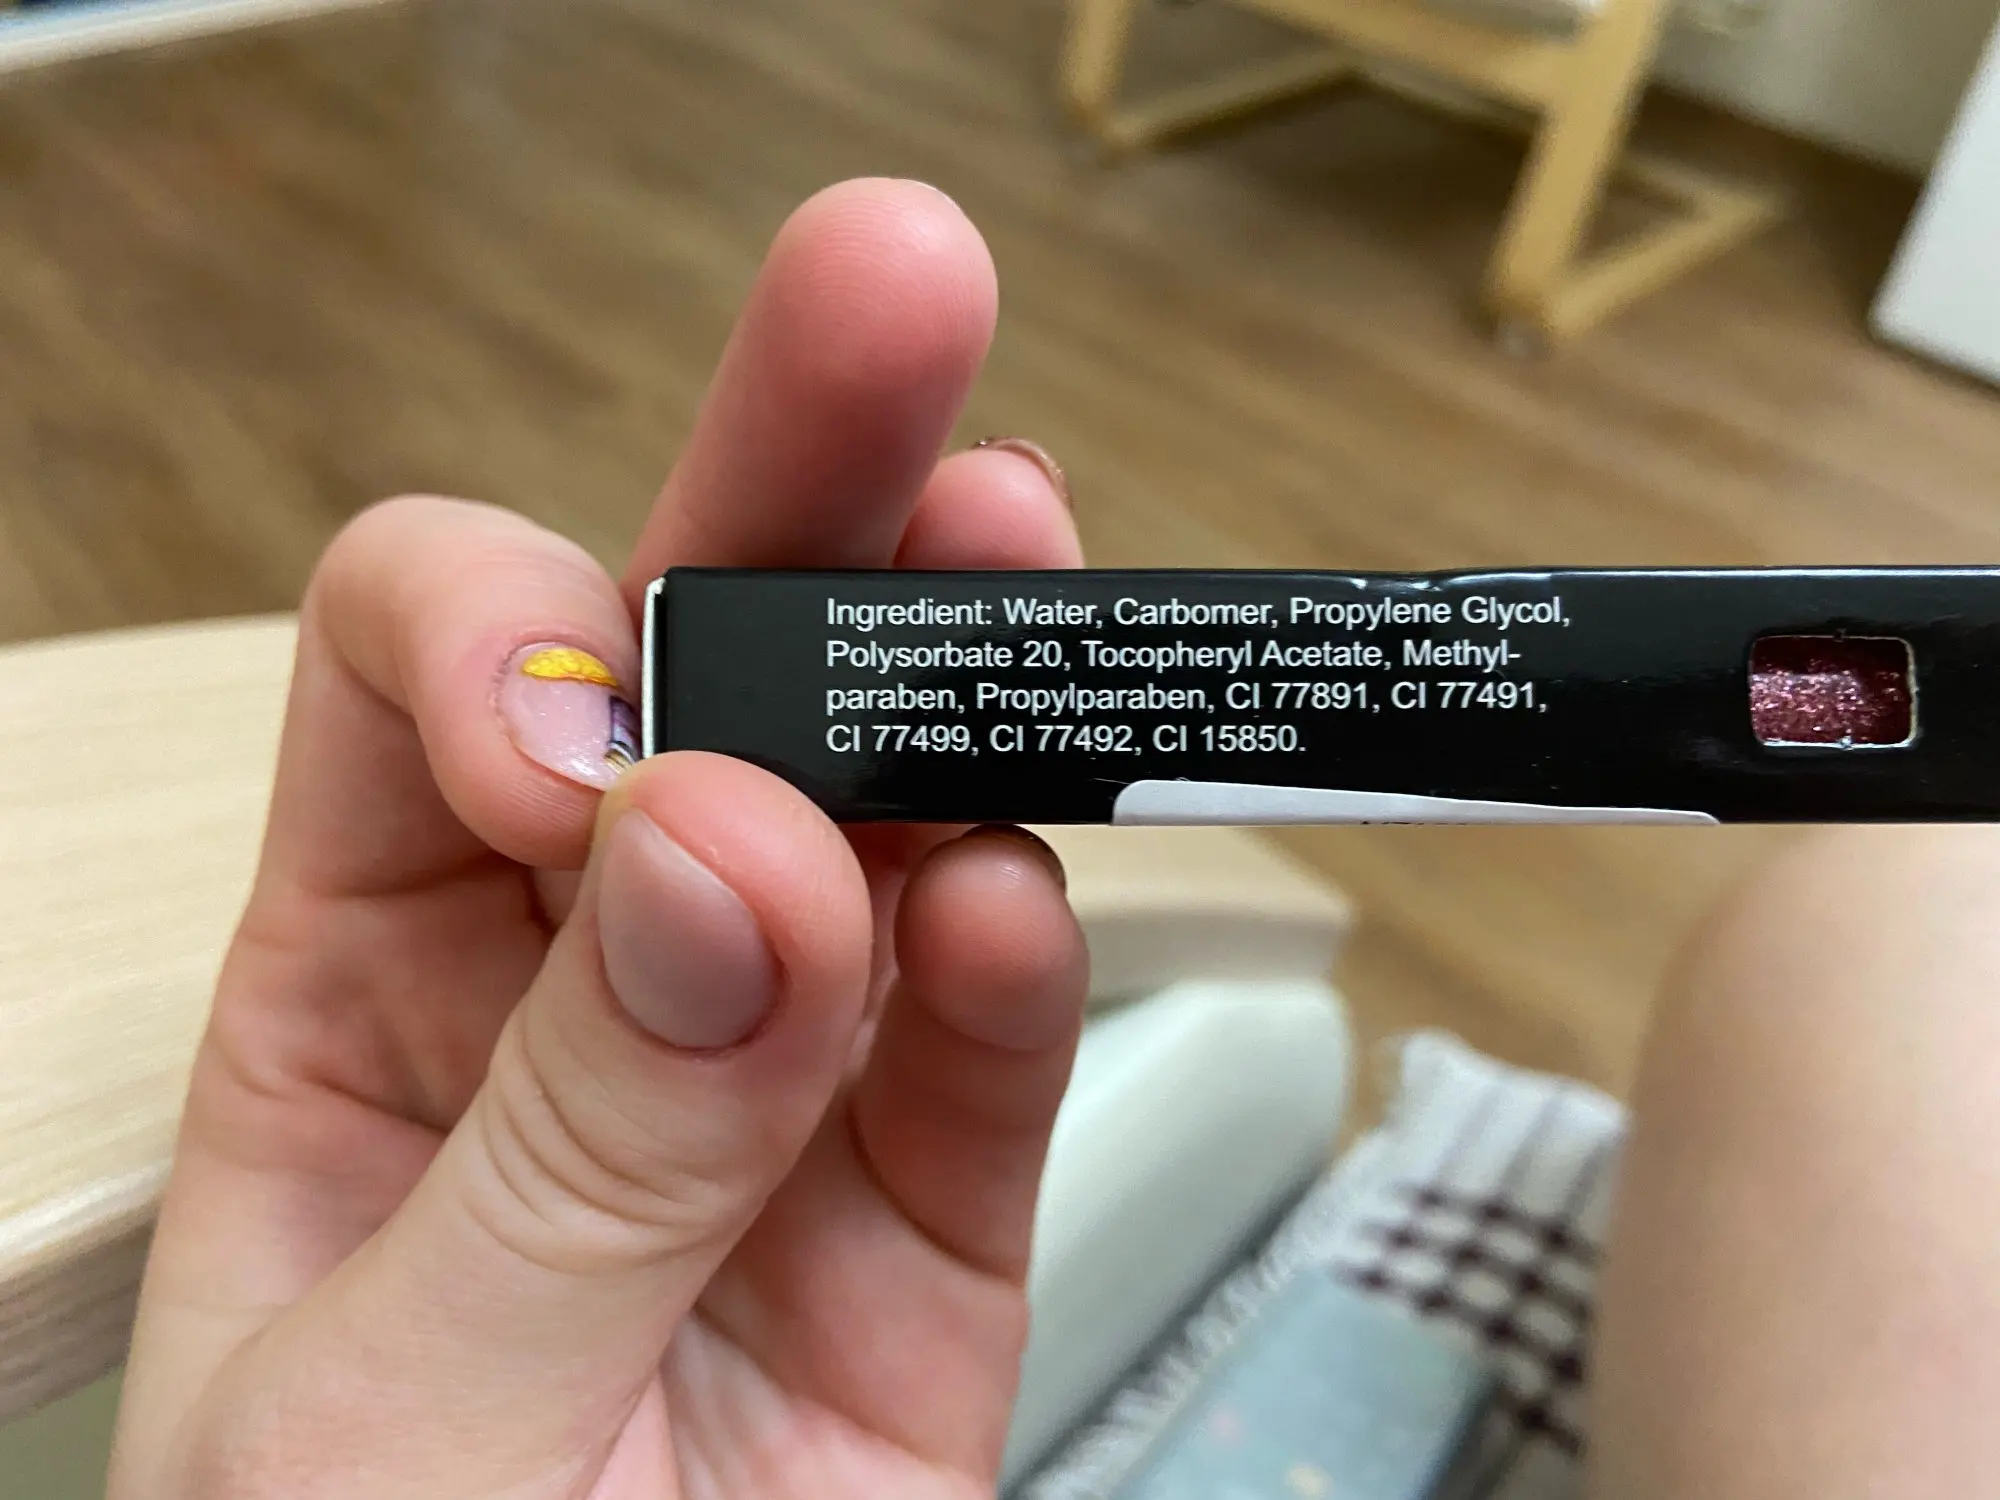 Ingredient: Water, Carbomer, Propylene Glycol,
Polysorbate 20, Tocopheryl Acetate, Methyl-
paraben, Propylparaben, CI 77891, CI 77491,
CI 77499, CI 77492, CI 15850.